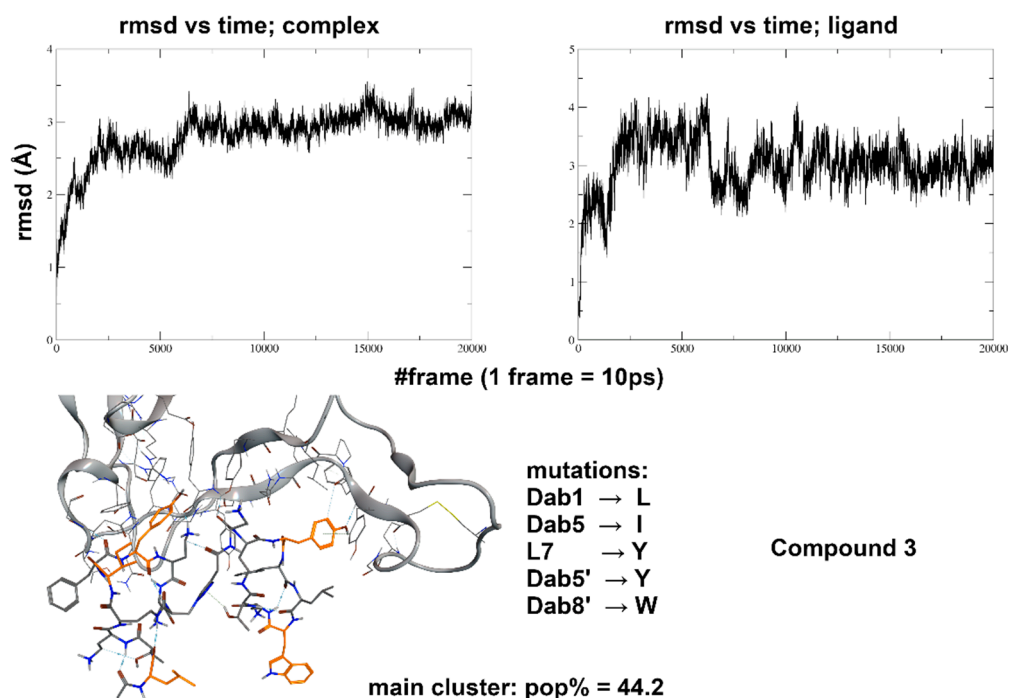 rmsd vs time; complex
rmsd vs time; ligand
rmsd (Å)
4
3
2
1
0
0 5000 10000 15000 20000
5
4
3
2
1
0
0 5000 10000 15000 20000
#frame (1 frame = 10ps)
mutations:
Dab1 → L
Dab5 → I
L7 → Y
Dab5' → Y
Dab8' → W
Compound 3
main cluster: pop% = 44.2